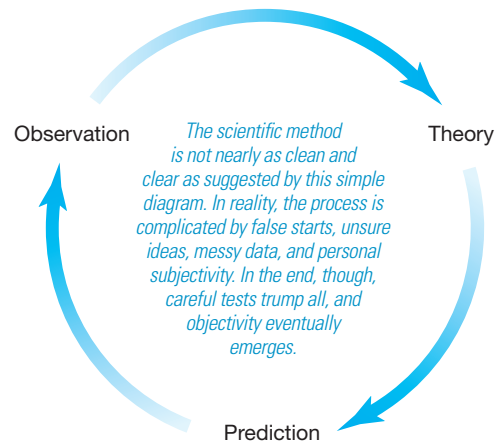 Observation
Theory
The scientific method
is not nearly as clean and
clear as suggested by this simple
diagram. In reality, the process is
complicated by false starts, unsure
ideas, messy data, and personal
subjectivity. In the end, though,
careful tests trump all, and
objectivity eventually
emerges.
Prediction